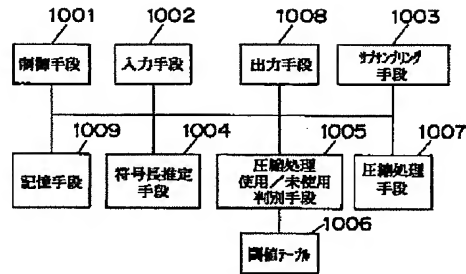 1001
1002
1008
1003
制御手段
入力手段
出力手段
サブサンプリング
手段
1009
1004
1005
1007
記憶手段
符号長推定
手段
圧縮処理
使用/未使用
判別手段
圧縮処理
手段
1006
閾値テーブル